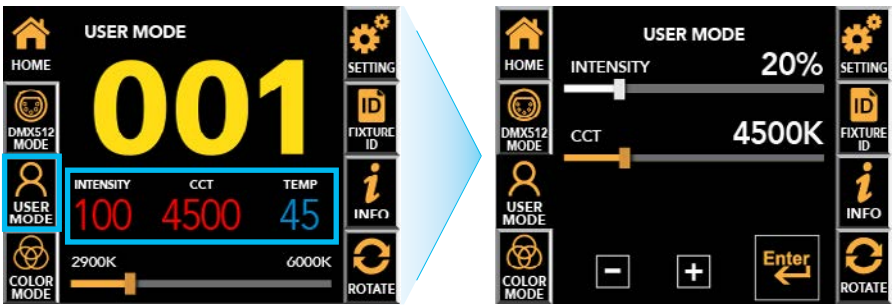 USER MODE
HOME
001
SETTING
DMX512
MODE
ID
FIXTURE
ID
USER
MODE
INTENSITY CCT TEMP
100 4500 45
i
INFO
COLOR
MODE
2900K 6000K
ROTATE
USER MODE
HOME
INTENSITY 20%
SETTING
DMX512
MODE
CCT 4500K
ID
FIXTURE
ID
USER
MODE
i
INFO
COLOR
MODE
- + Enter
ROTATE